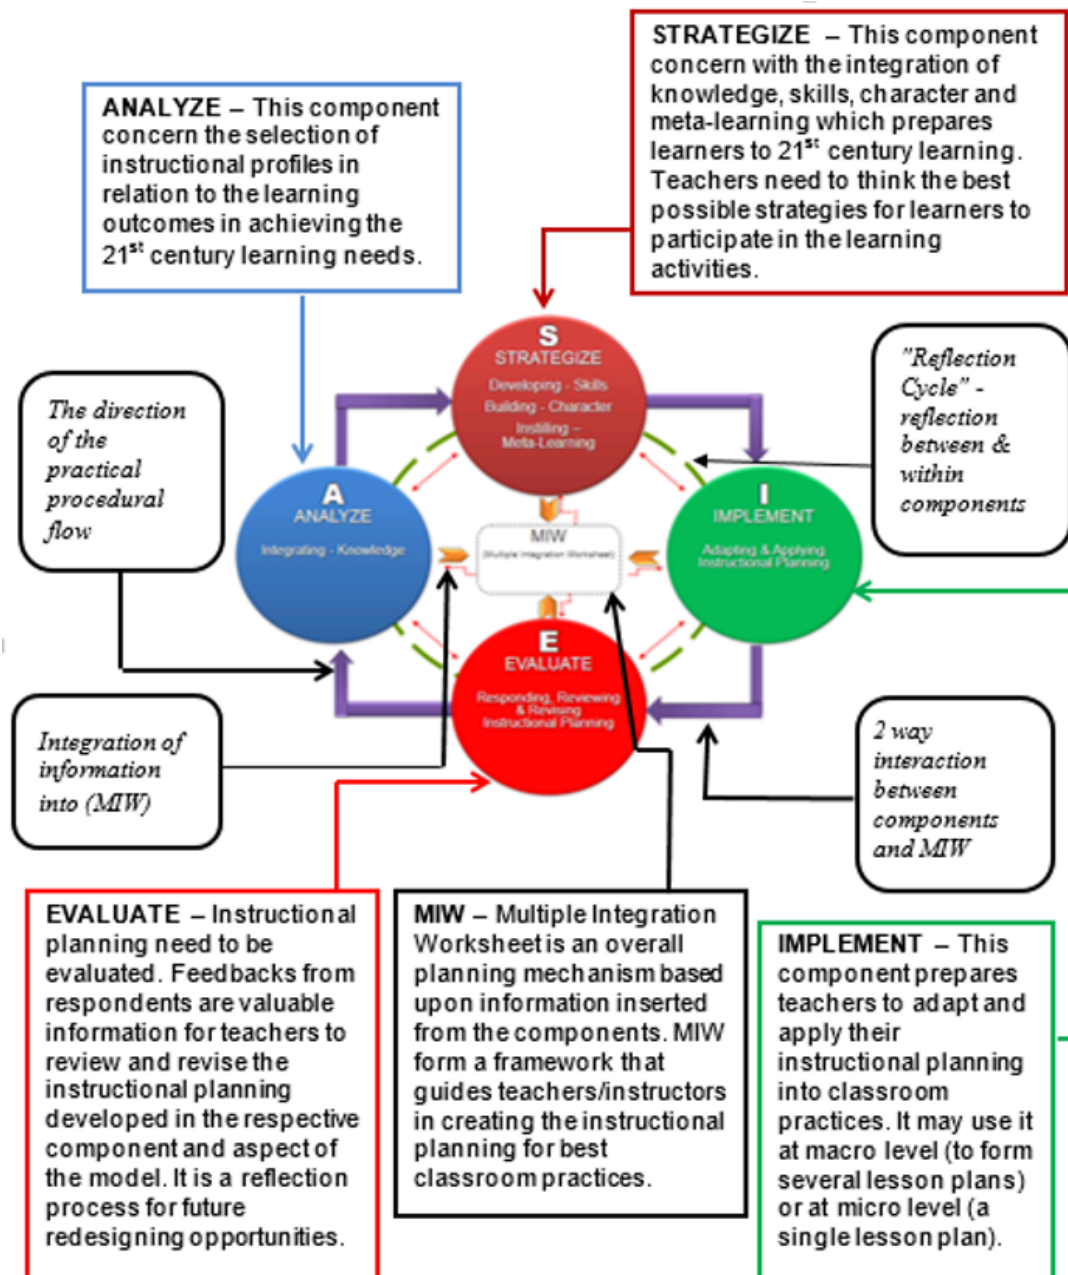 STRATEGIZE – This component
concern with the integration of
knowledge, skills, character and
meta-learning which prepares
learners to 21st century learning.
Teachers need to think the best
possible strategies for learners to
participate in the learning
activities.
ANALYZE – This component
concern the selection of
instructional profiles in
relation to the learning
outcomes in achieving the
21st century learning needs.
The direction
of the
practical
procedural
flow
S
STRATEGIZE
Developing - Skills
Building - Character
Instilling –
Meta-Learning
"Reflection
Cycle" -
reflection
between &
within
components
A
ANALYZE
Integrating - Knowledge
MIW
(Multiple Integration Worksheet)
I
IMPLEMENT
Adapting & Applying
Instructional Planning
E
EVALUATE
Responding, Reviewing
& Revising
Instructional Planning
Integration of
information
into (MIW)
2 way
interaction
between
components
and MIW
EVALUATE – Instructional
planning need to be
evaluated. Feedbacks from
respondents are valuable
information for teachers to
review and revise the
instructional planning
developed in the respective
component and aspect of
the model. It is a reflection
process for future
redesigning opportunities.
MIW – Multiple Integration
Worksheet is an overall
planning mechanism based
upon information inserted
from the components. MIW
form a framework that
guides teachers/instructors
in creating the instructional
planning for best
classroom practices.
IMPLEMENT – This
component prepares
teachers to adapt and
apply their
instructional planning
into classroom
practices. It may use it
at macro level (to form
several lesson plans)
or at micro level (a
single lesson plan).